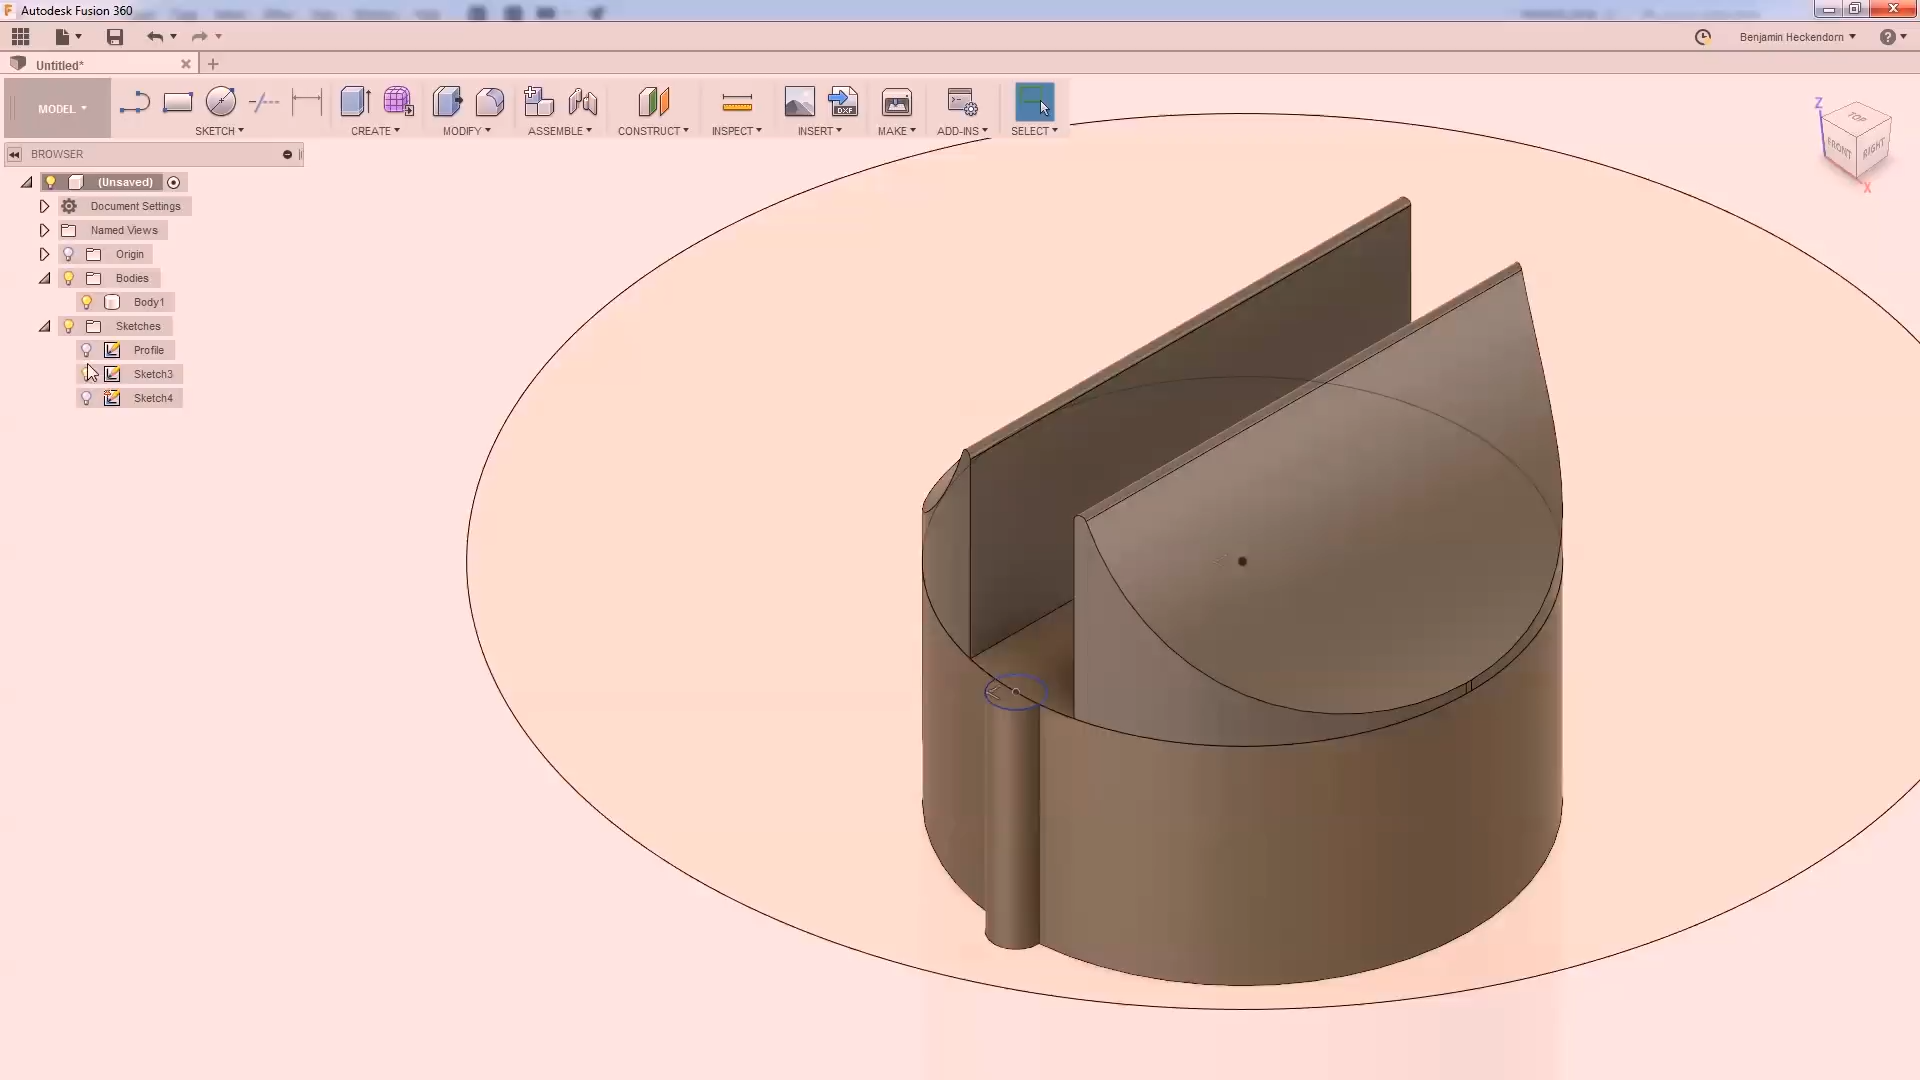 Autodesk Fusion 360
Benjamin Heckendorn
Untitled*
MODEL
SKETCH
CREATE
MODIFY
ASSEMBLE
CONSTRUCT
INSPECT
INSERT
MAKE
ADD-INS
SELECT
DXF
BROWSER
(Unsaved)
Document Settings
Named Views
Origin
Bodies
Body1
Sketches
Profile
Sketch3
Sketch4
Z
TOP
FRONT
RIGHT
X